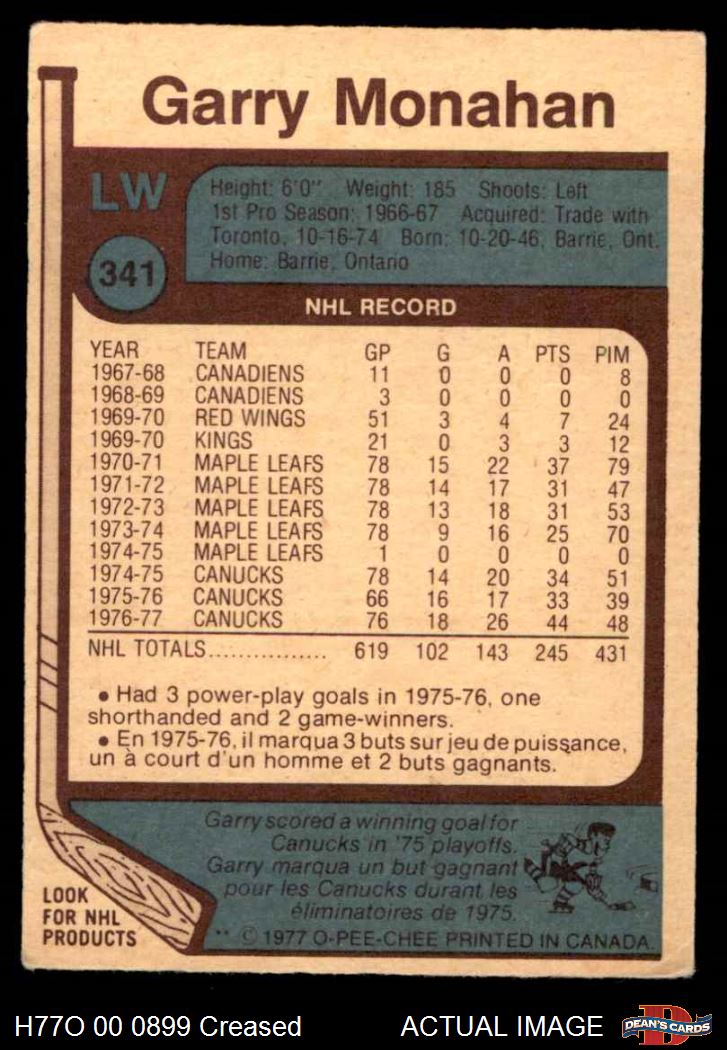 Garry Monahan
LW
341
Height: 6'0" Weight: 185 Shoots: Left
1st Pro Season: 1966-67 Acquired: Trade with
Toronto, 10-16-74 Born: 10-20-46, Barrie, Ont.
Home: Barrie, Ontario
NHL RECORD
YEAR TEAM GP G A PTS PIM
1967-68 CANADIENS 11 0 0 0 8
1968-69 CANADIENS 3 0 0 0 0
1969-70 RED WINGS 51 3 4 7 24
1969-70 KINGS 21 0 3 3 12
1970-71 MAPLE LEAFS 78 15 22 37 79
1971-72 MAPLE LEAFS 78 14 17 31 47
1972-73 MAPLE LEAFS 78 13 18 31 53
1973-74 MAPLE LEAFS 78 9 16 25 70
1974-75 MAPLE LEAFS 1 0 0 0 0
1974-75 CANUCKS 78 14 20 34 51
1975-76 CANUCKS 66 16 17 33 39
1976-77 CANUCKS 76 18 26 44 48
NHL TOTALS................ 619 102 143 245 431
• Had 3 power-play goals in 1975-76, one
shorthanded and 2 game-winners.
• En 1975-76, il marqua 3 buts sur jeu de puissance,
un à court d'un homme et 2 buts gagnants.
Garry scored a winning goal for
Canucks in '75 playoffs.
Garry marqua un but gagnant
pour les Canucks durant les
éliminatoires de 1975.
** © 1977 O-PEE-CHEE PRINTED IN CANADA.
LOOK
FOR NHL
PRODUCTS
H77O 00 0899 Creased ACTUAL IMAGE
D
DEAN'S CARDS